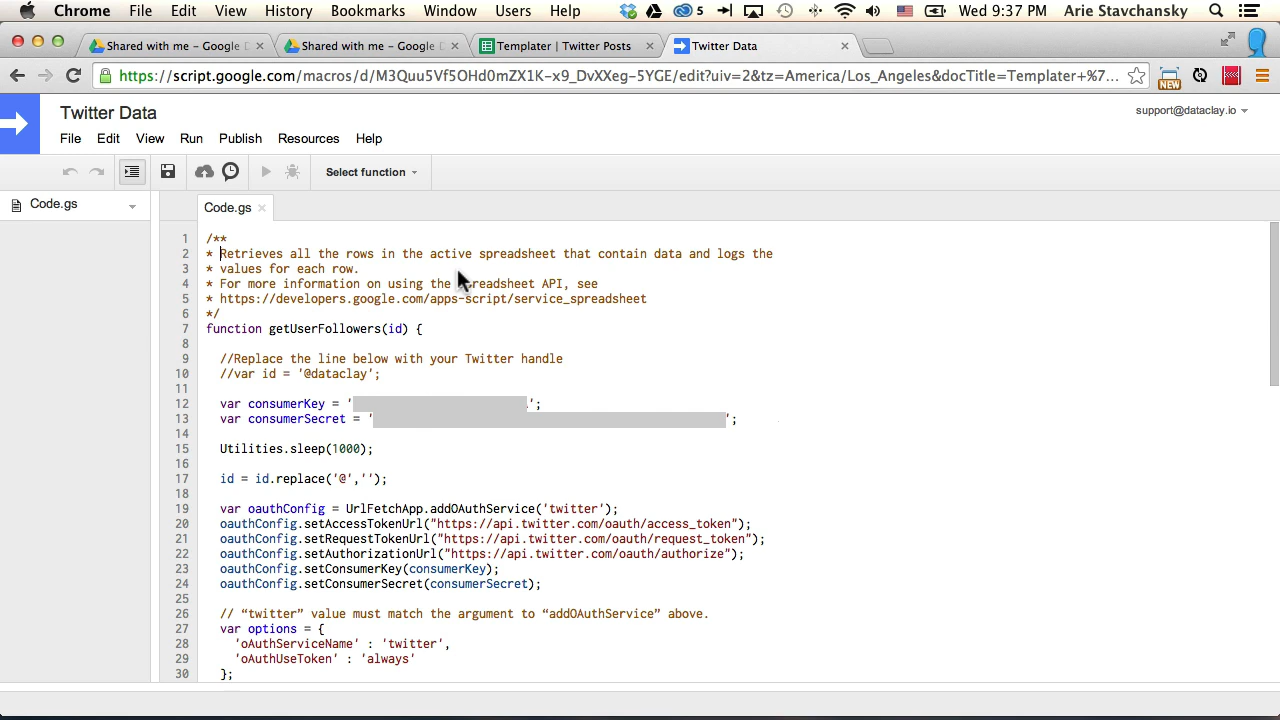 Chrome File Edit View History Bookmarks Window Users Help 5 Wed 9:37 PM Arie Stavchansky
Shared with me – Google D Shared with me – Google D Templater | Twitter Posts Twitter Data
https://script.google.com/macros/d/M3Quu5Vf5OHd0mZX1K-x9_DvXXeg-5YGE/edit?uiv=2&tz=America/Los_Angeles&docTitle=Templater+%7... NEW
Twitter Data
support@dataclay.io
File Edit View Run Publish Resources Help
Select function
Code.gs
Code.gs
1 /**
2 * Retrieves all the rows in the active spreadsheet that contain data and logs the
3 * values for each row.
4 * For more information on using the spreadsheet API, see
5 * https://developers.google.com/apps-script/service_spreadsheet
6 */
7 function getUserFollowers(id) {
8
9 //Replace the line below with your Twitter handle
10 //var id = '@dataclay';
11
12 var consumerKey = ' ';
13 var consumerSecret = ' ';
14
15 Utilities.sleep(1000);
16
17 id = id.replace('@','');
18
19 var oauthConfig = UrlFetchApp.addOAuthService('twitter');
20 oauthConfig.setAccessTokenUrl("https://api.twitter.com/oauth/access_token");
21 oauthConfig.setRequestTokenUrl("https://api.twitter.com/oauth/request_token");
22 oauthConfig.setAuthorizationUrl("https://api.twitter.com/oauth/authorize");
23 oauthConfig.setConsumerKey(consumerKey);
24 oauthConfig.setConsumerSecret(consumerSecret);
25
26 // “twitter” value must match the argument to “addOAuthService” above.
27 var options = {
28 'oAuthServiceName' : 'twitter',
29 'oAuthUseToken' : 'always'
30 };